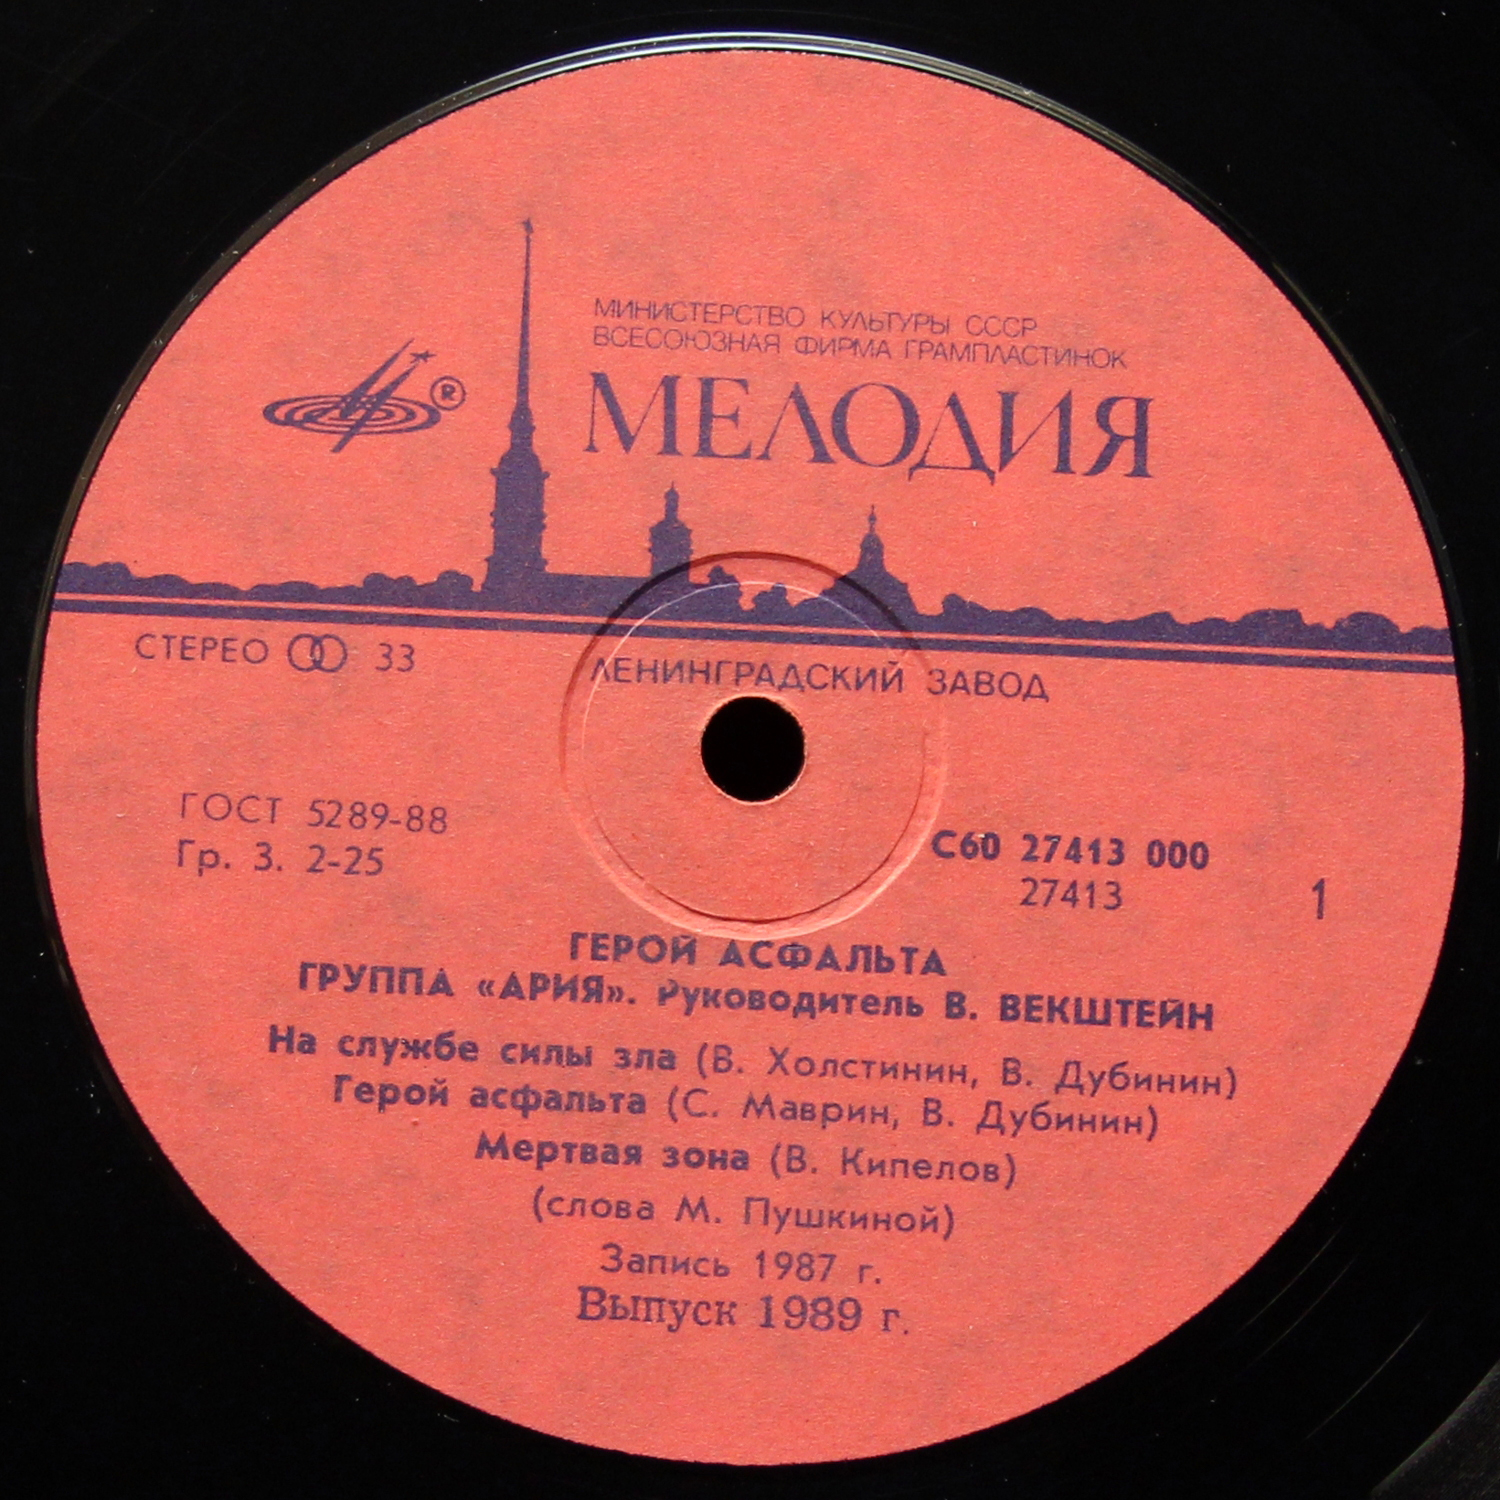 МИНИСТЕРСТВО КУЛЬТУРЫ СССР
ВСЕСОЮЗНАЯ ФИРМА ГРАМПЛАСТИНОК
МЕЛОДИЯ
®
СТЕРЕО 33
ЛЕНИНГРАДСКИЙ ЗАВОД
ГОСТ 5289-88
Гр. 3. 2-25
С60 27413 000
27413
1
ГЕРОЙ АСФАЛЬТА
ГРУППА «АРИЯ». Руководитель В. ВЕКШТЕЙН
На службе силы зла (В. Холстинин, В. Дубинин)
Герой асфальта (С. Маврин, В. Дубинин)
Мертвая зона (В. Кипелов)
(слова М. Пушкиной)
Запись 1987 г.
Выпуск 1989 г.